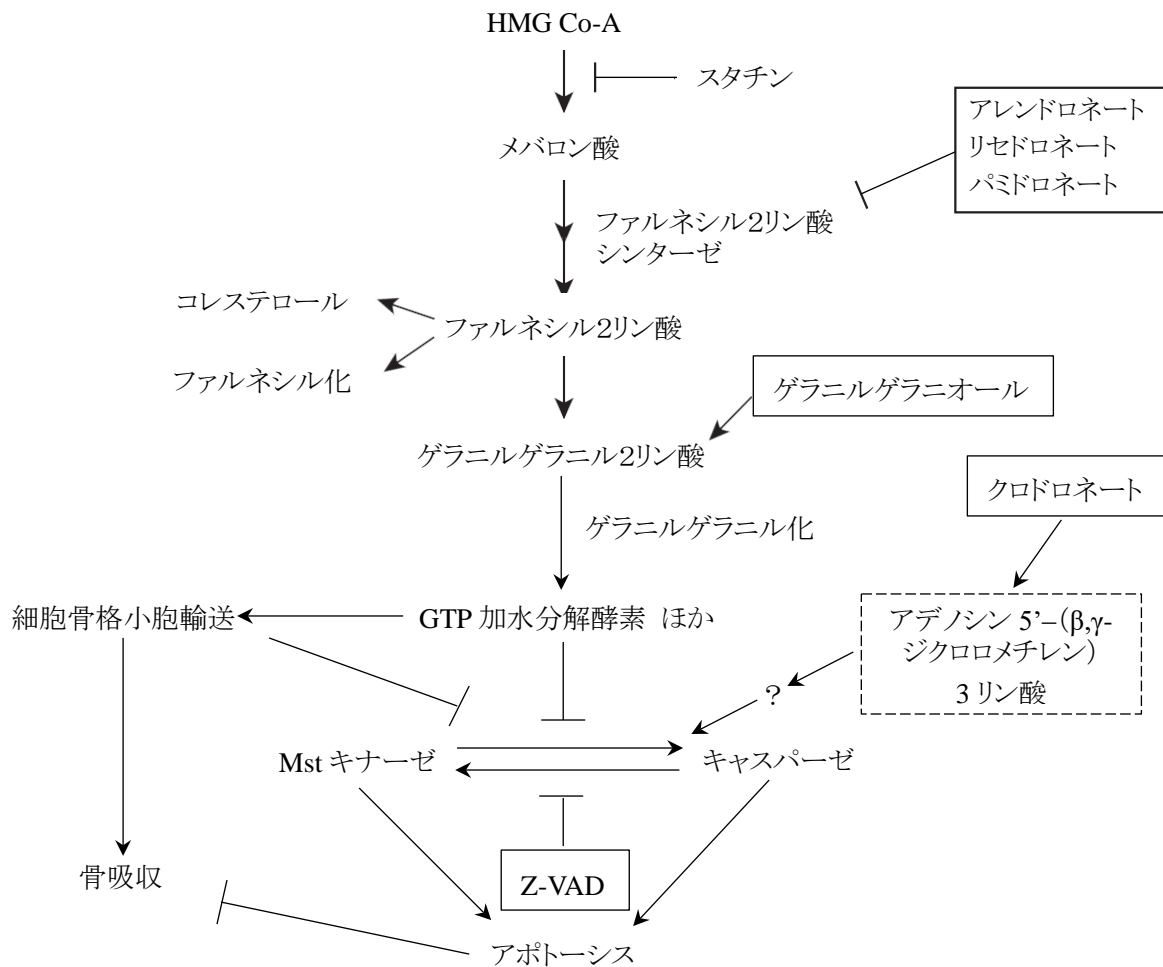 HMG Co-A
スタチン
アレンドロネート
リセドロネート
パミドロネート
メバロン酸
ファルネシル2リン酸
シンターゼ
コレステロール
ファルネシル2リン酸
ファルネシル化
ゲラニルゲラニオール
ゲラニルゲラニル2リン酸
クロドロネート
ゲラニルゲラニル化
細胞骨格小胞輸送
GTP 加水分解酵素 ほか
アデノシン 5’–(β,γ-
ジクロロメチレン)
3 リン酸
?
Mst キナーゼ
キャスパーゼ
骨吸収
Z-VAD
アポトーシス